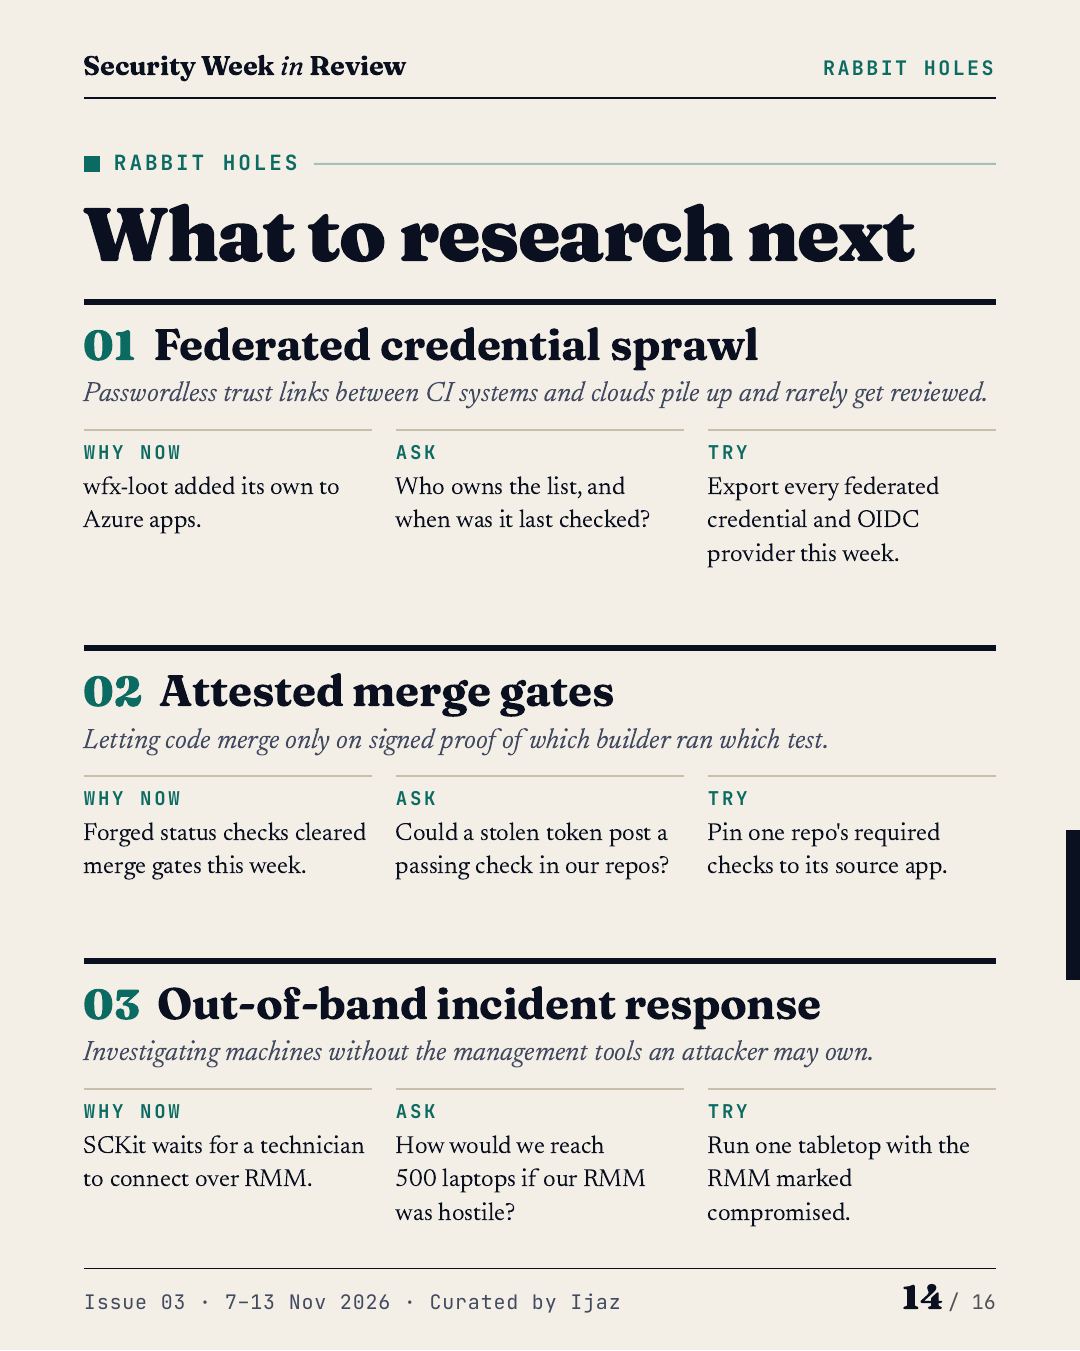 Security Week in Review
RABBIT HOLES
RABBIT HOLES
What to research next
01 Federated credential sprawl
Passwordless trust links between CI systems and clouds pile up and rarely get reviewed.
WHY NOW
wfx-loot added its own to
Azure apps.
ASK
Who owns the list, and
when was it last checked?
TRY
Export every federated
credential and OIDC
provider this week.
02 Attested merge gates
Letting code merge only on signed proof of which builder ran which test.
WHY NOW
Forged status checks cleared
merge gates this week.
ASK
Could a stolen token post a
passing check in our repos?
TRY
Pin one repo's required
checks to its source app.
03 Out-of-band incident response
Investigating machines without the management tools an attacker may own.
WHY NOW
SCKit waits for a technician
to connect over RMM.
ASK
How would we reach
500 laptops if our RMM
was hostile?
TRY
Run one tabletop with the
RMM marked
compromised.
Issue 03 · 7–13 Nov 2026 · Curated by Ijaz
14 / 16